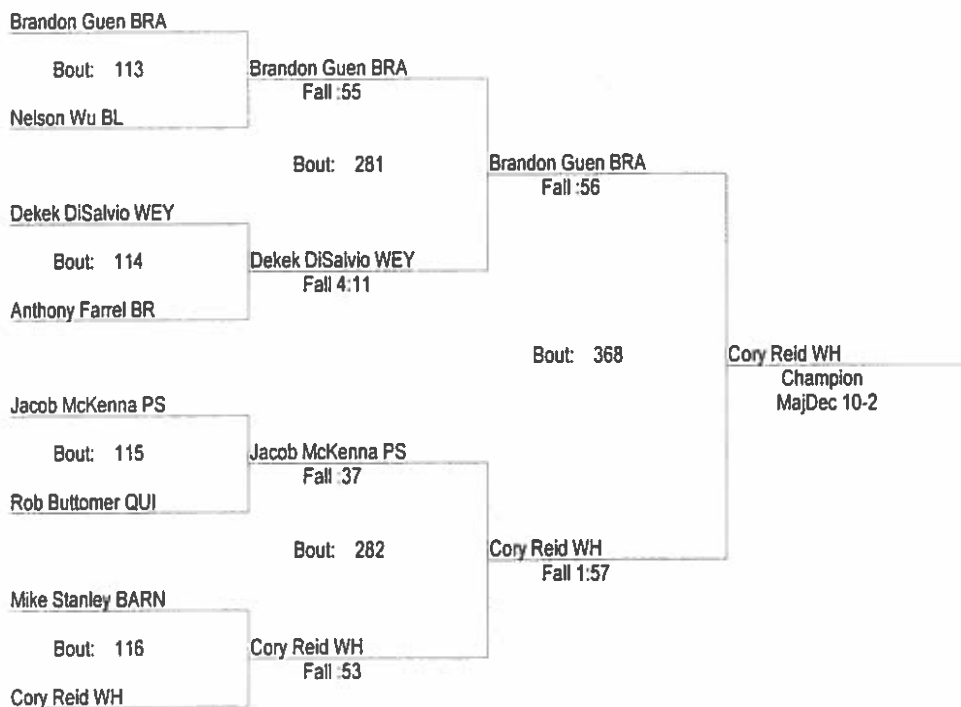 Brandon Guen BRA
Bout: 113
Brandon Guen BRA
Fall :55
Nelson Wu BL
Bout: 281
Brandon Guen BRA
Fall :56
Dekek DiSalvio WEY
Bout: 114
Dekek DiSalvio WEY
Fall 4:11
Anthony Farrel BR
Bout: 368
Cory Reid WH
Champion
MajDec 10-2
Jacob McKenna PS
Bout: 115
Jacob McKenna PS
Fall :37
Rob Buttomer QUI
Bout: 282
Cory Reid WH
Fall 1:57
Mike Stanley BARN
Bout: 116
Cory Reid WH
Fall :53
Cory Reid WH